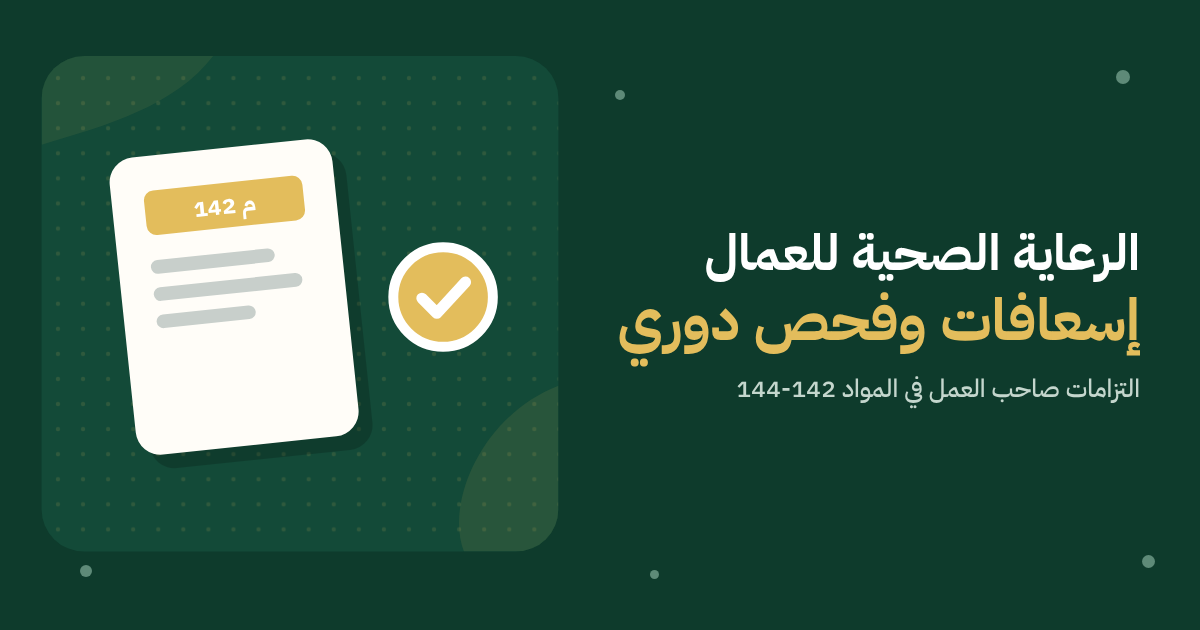 الرعاية الصحية للعمال
إسعافات وفحص دوري
التزامات صاحب العمل في المواد 142-144
م 142